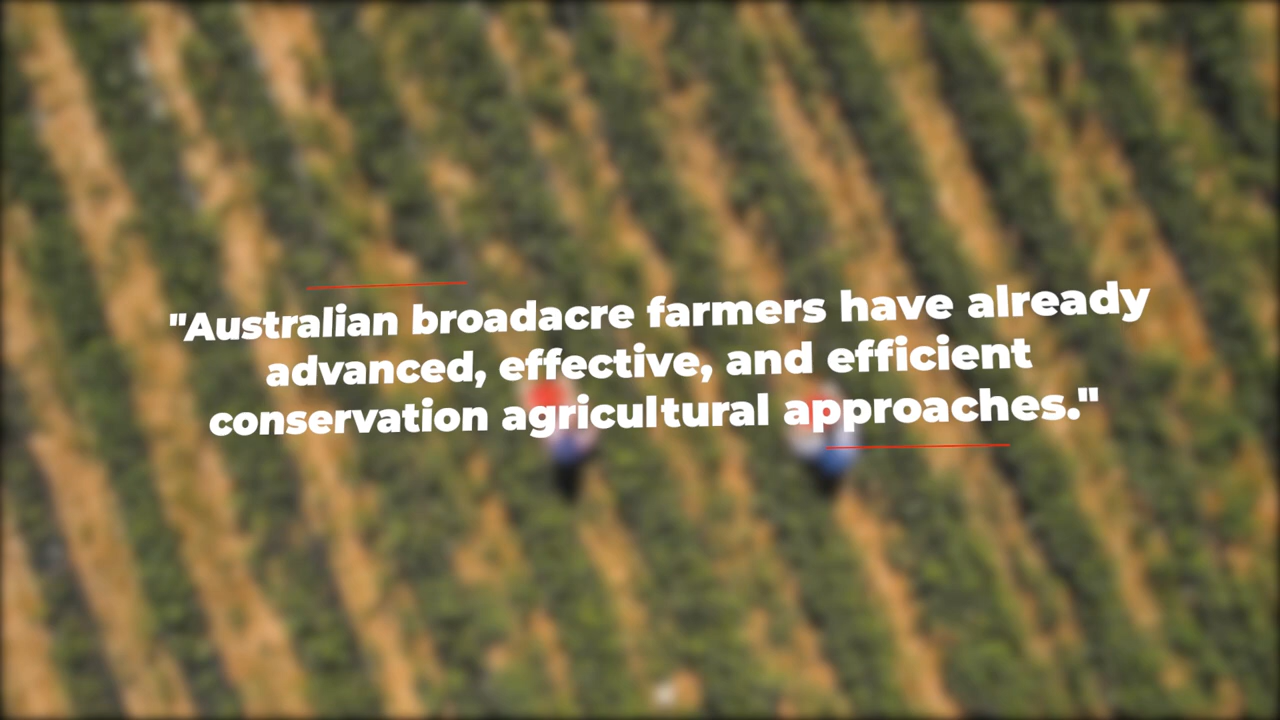 "Australian broadacre farmers have already
advanced, effective, and efficient
conservation agricultural approaches."